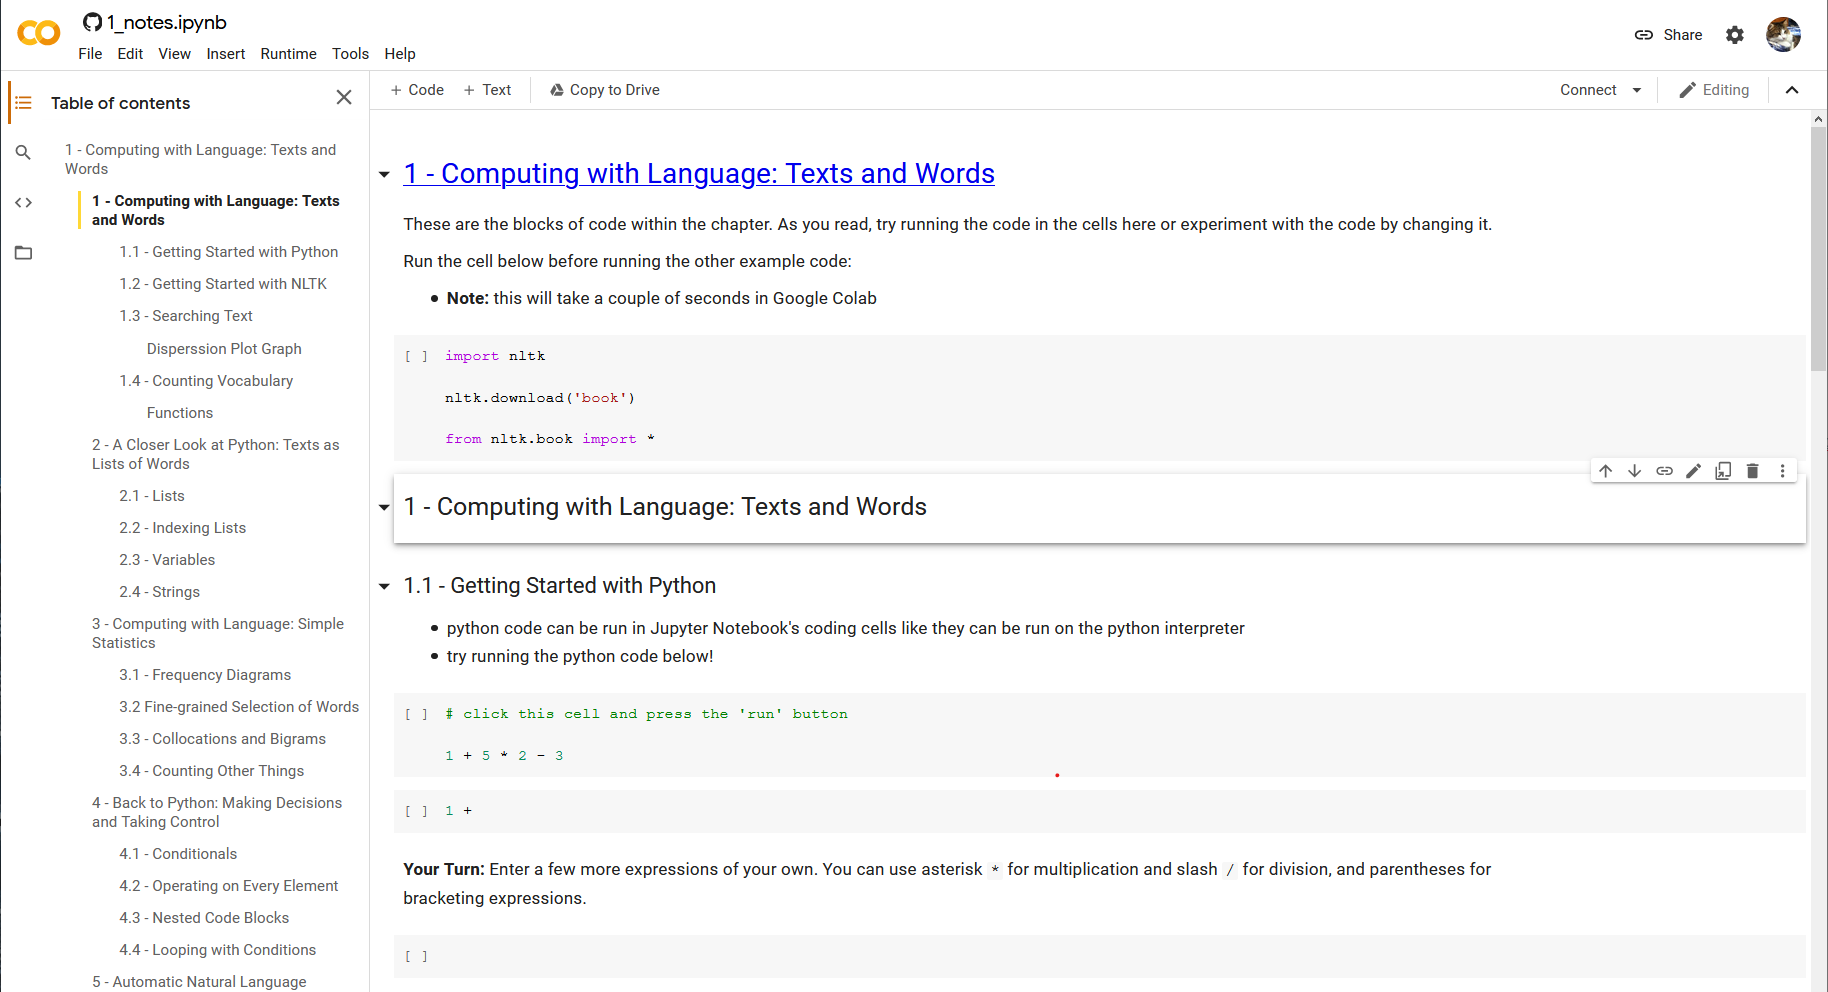 1_notes.ipynb
File Edit View Insert Runtime Tools Help
Share
Table of contents
1 - Computing with Language: Texts and
Words
1 - Computing with Language: Texts
and Words
1.1 - Getting Started with Python
1.2 - Getting Started with NLTK
1.3 - Searching Text
Disperssion Plot Graph
1.4 - Counting Vocabulary
Functions
2 - A Closer Look at Python: Texts as
Lists of Words
2.1 - Lists
2.2 - Indexing Lists
2.3 - Variables
2.4 - Strings
3 - Computing with Language: Simple
Statistics
3.1 - Frequency Diagrams
3.2 Fine-grained Selection of Words
3.3 - Collocations and Bigrams
3.4 - Counting Other Things
4 - Back to Python: Making Decisions
and Taking Control
4.1 - Conditionals
4.2 - Operating on Every Element
4.3 - Nested Code Blocks
4.4 - Looping with Conditions
5 - Automatic Natural Language
+ Code + Text Copy to Drive Connect Editing
1 - Computing with Language: Texts and Words
These are the blocks of code within the chapter. As you read, try running the code in the cells here or experiment with the code by changing it.
Run the cell below before running the other example code:
• Note: this will take a couple of seconds in Google Colab
[ ] import nltk
nltk.download('book')
from nltk.book import *
1 - Computing with Language: Texts and Words
1.1 - Getting Started with Python
• python code can be run in Jupyter Notebook's coding cells like they can be run on the python interpreter
• try running the python code below!
[ ] # click this cell and press the 'run' button
1 + 5 * 2 - 3
[ ] 1 +
Your Turn: Enter a few more expressions of your own. You can use asterisk * for multiplication and slash / for division, and parentheses for
bracketing expressions.
[ ]